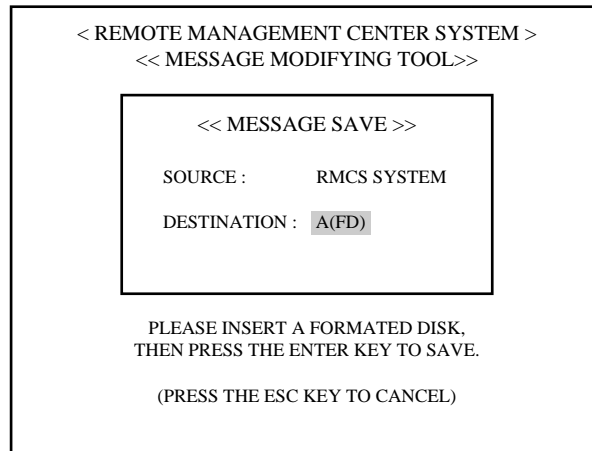 < REMOTE MANAGEMENT CENTER SYSTEM >
<< MESSAGE MODIFYING TOOL>>
<< MESSAGE SAVE >>
SOURCE : RMCS SYSTEM
DESTINATION : A(FD)
PLEASE INSERT A FORMATED DISK,
THEN PRESS THE ENTER KEY TO SAVE.
(PRESS THE ESC KEY TO CANCEL)